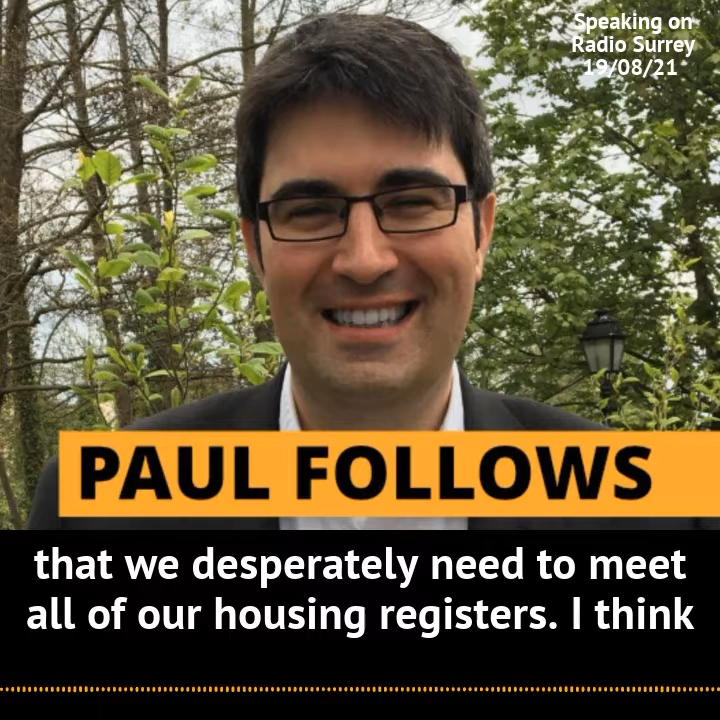 Speaking on
Radio Surrey
19/08/21
PAUL FOLLOWS
that we desperately need to meet
all of our housing registers. I think